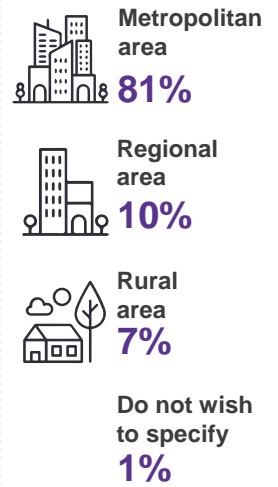 Metropolitan
area
81%
Regional
area
10%
Rural
area
7%
Do not wish
to specify
1%